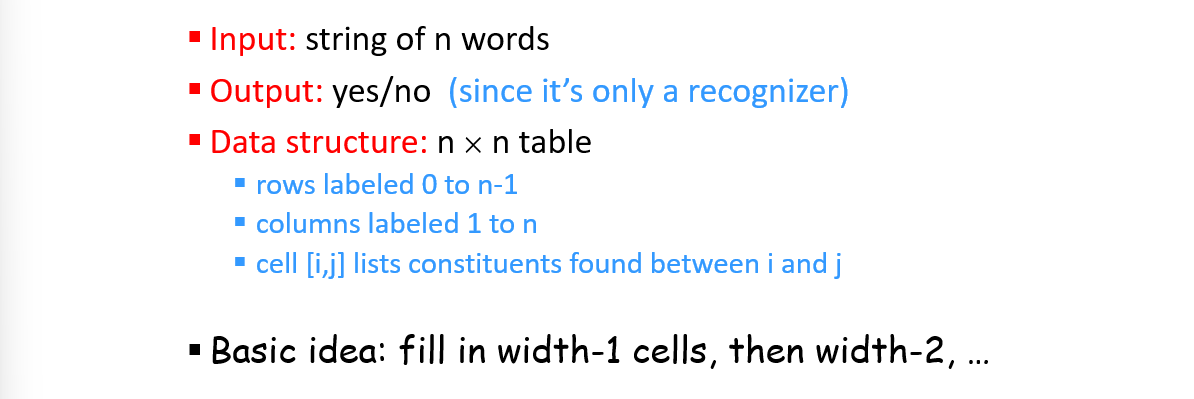 ▪ Input: string of n words
▪ Output: yes/no (since it’s only a recognizer)
▪ Data structure: n × n table
▪ rows labeled 0 to n-1
▪ columns labeled 1 to n
▪ cell [i,j] lists constituents found between i and j
▪ Basic idea: fill in width-1 cells, then width-2, …